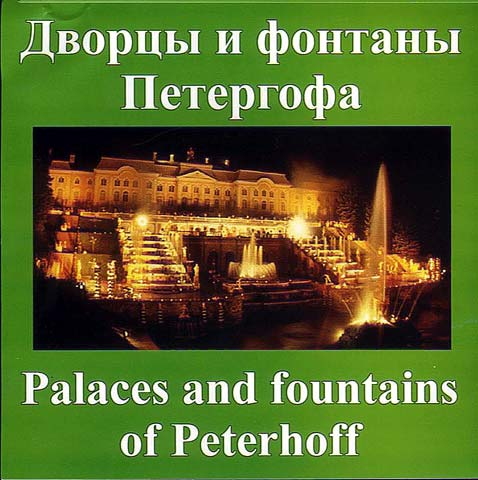 Дворцы и фонтаны
Петергофа
Palaces and fountains
of Peterhoff